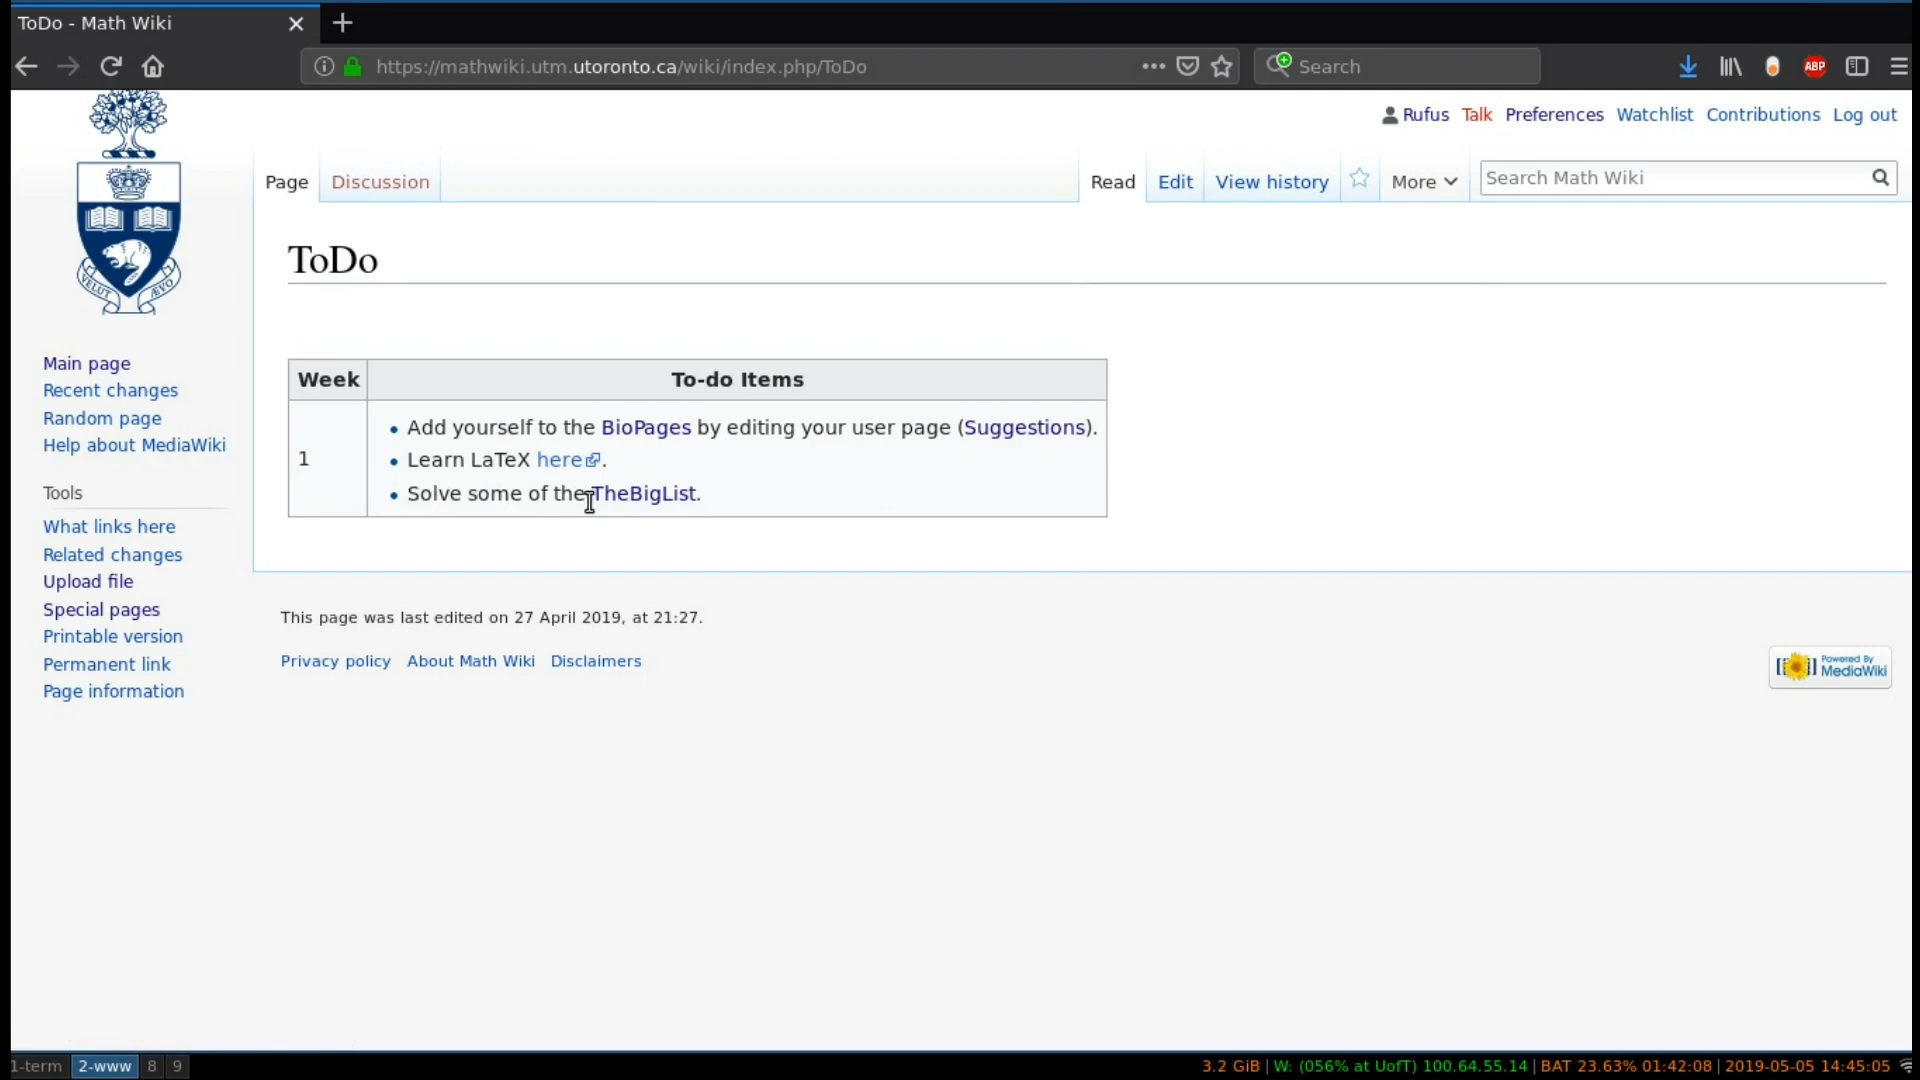 ToDo - Math Wiki
https://mathwiki.utm.utoronto.ca/wiki/index.php/ToDo
Search
ABP
Rufus Talk Preferences Watchlist Contributions Log out
Page Discussion Read Edit View history More Search Math Wiki
VELUT ÆVO
ToDo
Main page
Recent changes
Random page
Help about MediaWiki
Tools
What links here
Related changes
Upload file
Special pages
Printable version
Permanent link
Page information
Week To-do Items
1
• Add yourself to the BioPages by editing your user page (Suggestions).
• Learn LaTeX here.
• Solve some of the TheBigList.
This page was last edited on 27 April 2019, at 21:27.
Privacy policy About Math Wiki Disclaimers
Powered By
MediaWiki
1-term 2-www 8 9 3.2 GiB | W: (056% at UofT) 100.64.55.14 | BAT 23.63% 01:42:08 | 2019-05-05 14:45:05